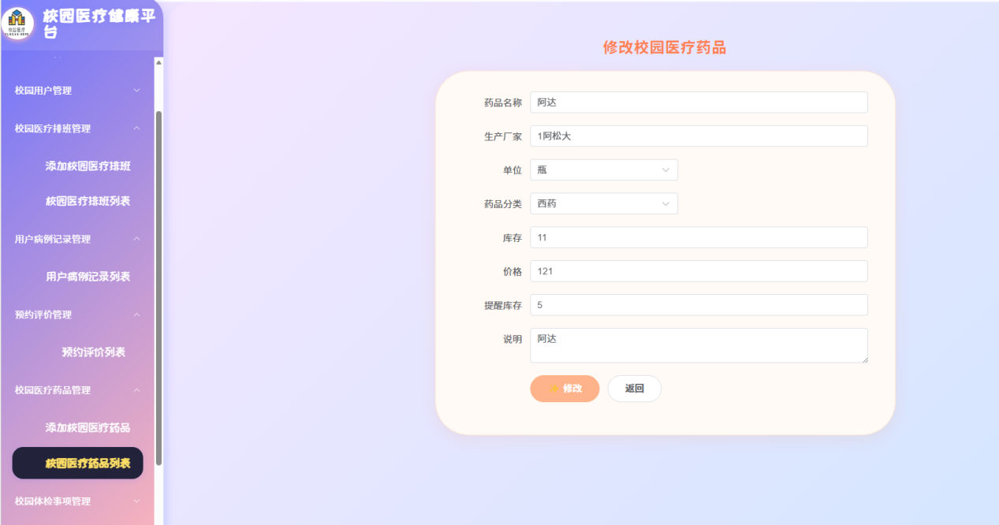 校园医疗健康平
台
校园用户管理
校园医疗排班管理
添加校园医疗排班
校园医疗排班列表
用户病例记录管理
用户病例记录列表
预约评价管理
预约评价列表
校园医疗药品管理
添加校园医疗药品
校园医疗药品列表
校园体检事项管理
修改校园医疗药品
药品名称 阿达
生产厂家 1阿松大
单位 瓶
药品分类 西药
库存 11
价格 121
提醒库存 5
说明 阿达
修改 返回